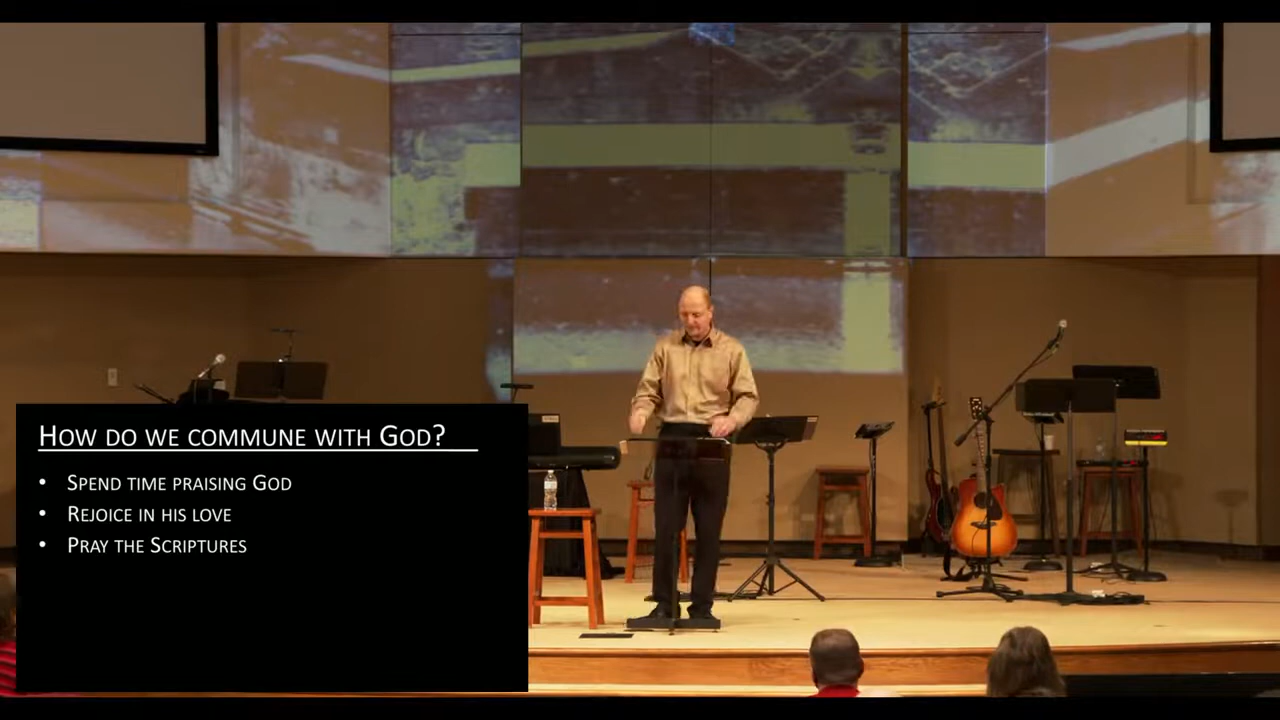 How do we commune with God?
• Spend time praising God
• Rejoice in his love
• Pray the Scriptures